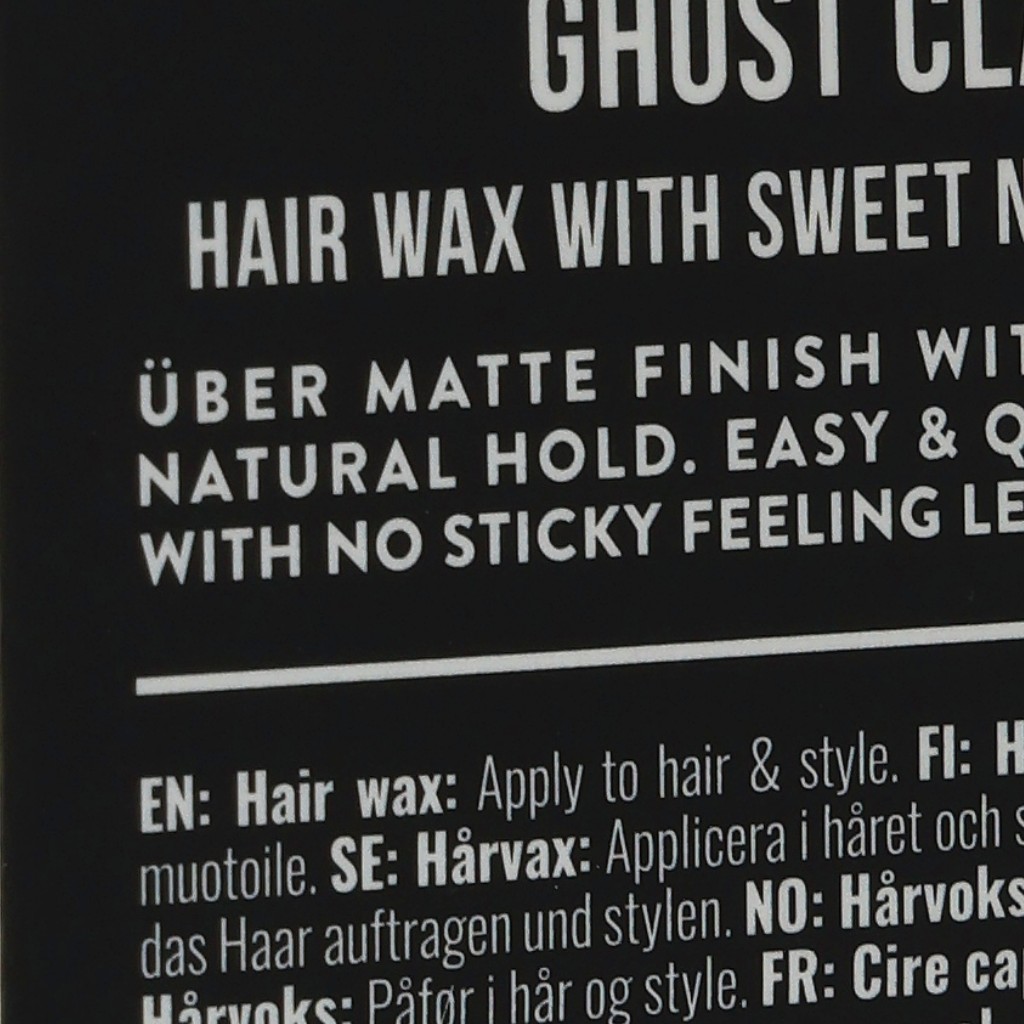 GHOST
HAIR WAX WITH SWEET
ÜBER MATTE FINISH
NATURAL HOLD. EASY &
WITH NO STICKY FEELING
EN: Hair wax: Apply to hair & style. FI:
muotoile. SE: Hårvax: Applicera i håret och
das Haar auftragen und stylen. NO: Hårvoks
Hårvoks: Påfør i hår og style. FR: Cire